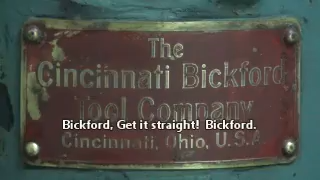 The
Cincinnati Bickford
Tool Company
Bickford, Get it straight!  Bickford.
Cincinnati, Ohio, U.S.A.